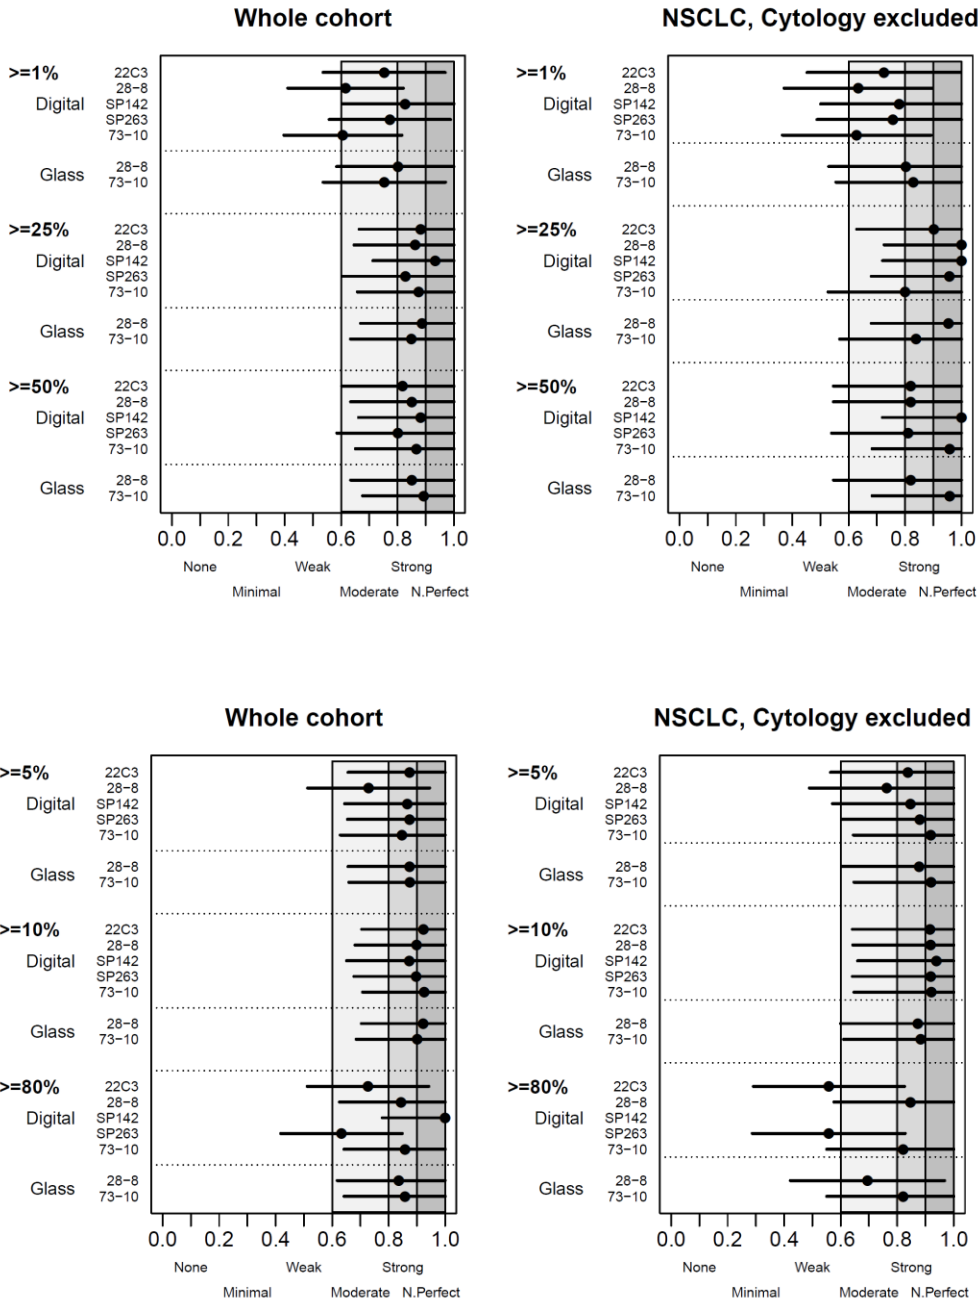 Whole cohort
>=1% 22C3
28−8
Digital SP142
SP263
73−10
Glass 28−8
73−10
>=25% 22C3
28−8
Digital SP142
SP263
73−10
Glass 28−8
73−10
>=50% 22C3
28−8
Digital SP142
SP263
73−10
Glass 28−8
73−10
0.0 0.2 0.4 0.6 0.8 1.0
None Weak Strong
Minimal Moderate N.Perfect
NSCLC, Cytology excluded
>=1% 22C3
28−8
Digital SP142
SP263
73−10
Glass 28−8
73−10
>=25% 22C3
28−8
Digital SP142
SP263
73−10
Glass 28−8
73−10
>=50% 22C3
28−8
Digital SP142
SP263
73−10
Glass 28−8
73−10
0.0 0.2 0.4 0.6 0.8 1.0
None Weak Strong
Minimal Moderate N.Perfect
Whole cohort
>=5% 22C3
28−8
Digital SP142
SP263
73−10
Glass 28−8
73−10
>=10% 22C3
28−8
Digital SP142
SP263
73−10
Glass 28−8
73−10
>=80% 22C3
28−8
Digital SP142
SP263
73−10
Glass 28−8
73−10
0.0 0.2 0.4 0.6 0.8 1.0
None Weak Strong
Minimal Moderate N.Perfect
NSCLC, Cytology excluded
>=5% 22C3
28−8
Digital SP142
SP263
73−10
Glass 28−8
73−10
>=10% 22C3
28−8
Digital SP142
SP263
73−10
Glass 28−8
73−10
>=80% 22C3
28−8
Digital SP142
SP263
73−10
Glass 28−8
73−10
0.0 0.2 0.4 0.6 0.8 1.0
None Weak Strong
Minimal Moderate N.Perfect